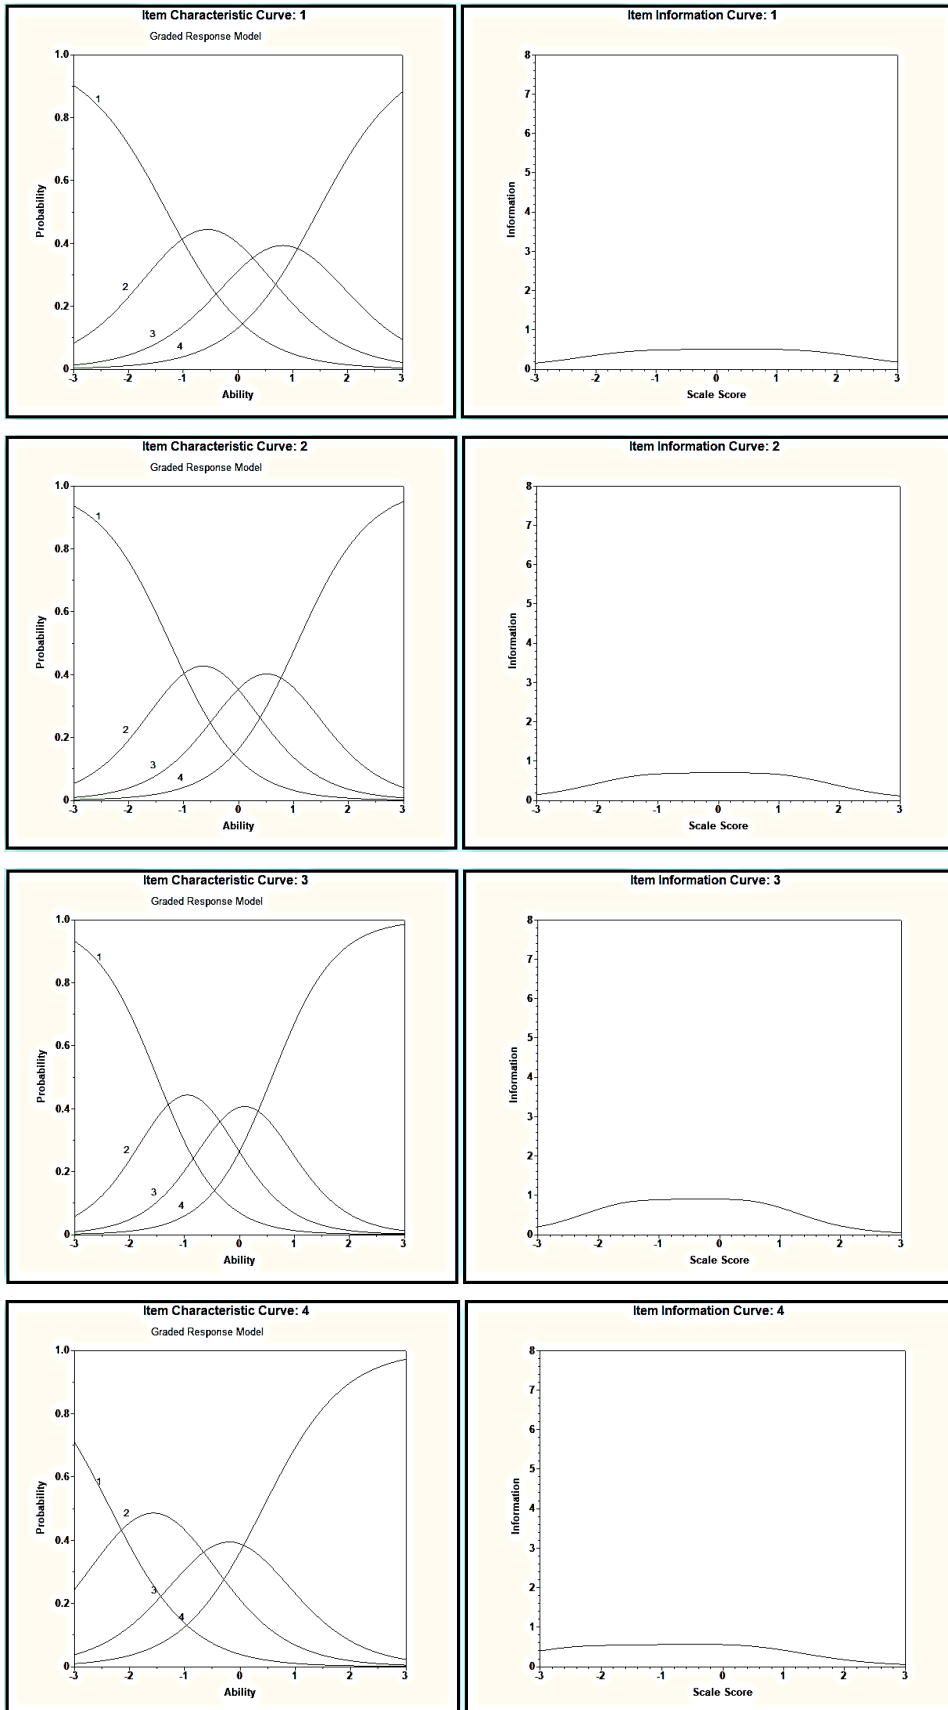 Item Characteristic Curve: 1
Graded Response Model
1.0
0.8
0.6
0.4
0.2
0
Probability
1
2
3
4
-3 -2 -1 0 1 2 3
Ability
Item Information Curve: 1
8
7
6
5
4
3
2
1
0
Information
-3 -2 -1 0 1 2 3
Scale Score
Item Characteristic Curve: 2
Graded Response Model
1.0
0.8
0.6
0.4
0.2
0
Probability
1
2
3
4
-3 -2 -1 0 1 2 3
Ability
Item Information Curve: 2
8
7
6
5
4
3
2
1
0
Information
-3 -2 -1 0 1 2 3
Scale Score
Item Characteristic Curve: 3
Graded Response Model
1.0
0.8
0.6
0.4
0.2
0
Probability
1
2
3
4
-3 -2 -1 0 1 2 3
Ability
Item Information Curve: 3
8
7
6
5
4
3
2
1
0
Information
-3 -2 -1 0 1 2 3
Scale Score
Item Characteristic Curve: 4
Graded Response Model
1.0
0.8
0.6
0.4
0.2
0
Probability
1
2
3
4
-3 -2 -1 0 1 2 3
Ability
Item Information Curve: 4
8
7
6
5
4
3
2
1
0
Information
-3 -2 -1 0 1 2 3
Scale Score